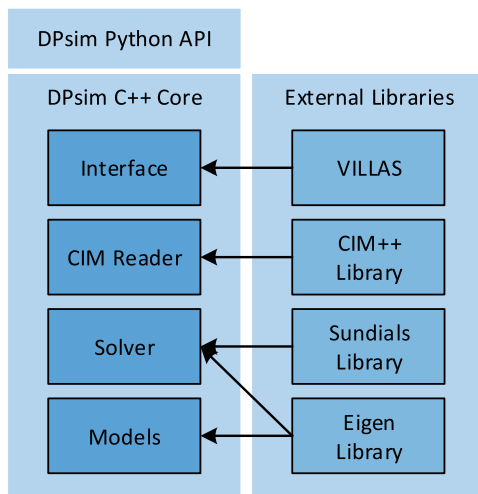 DPsim Python API
DPsim C++ Core
External Libraries
Interface
VILLAS
CIM Reader
CIM++
Library
Solver
Sundials
Library
Models
Eigen
Library